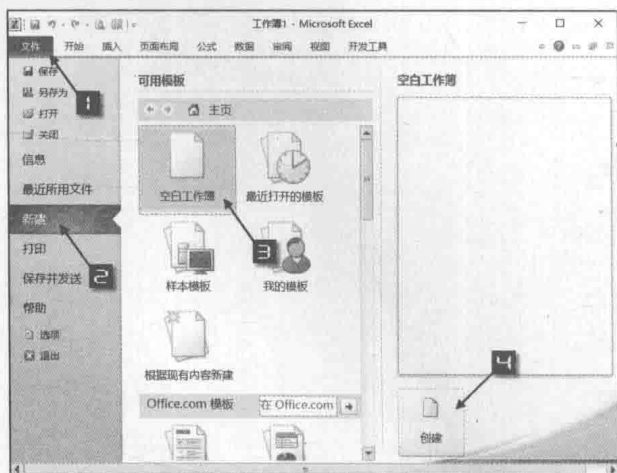 工作簿1 - Microsoft Excel
文件 开始 插入 页面布局 公式 数据 审阅 视图 开发工具
保存
另存为
打开
关闭
信息
最近所用文件
新建
打印
保存并发送
帮助
选项
退出
1
2
可用模板
主页
空白工作簿
最近打开的模板
3
样本模板
我的模板
根据现有内容新建
Office.com 模板
在 Office.com
空白工作簿
4
创建